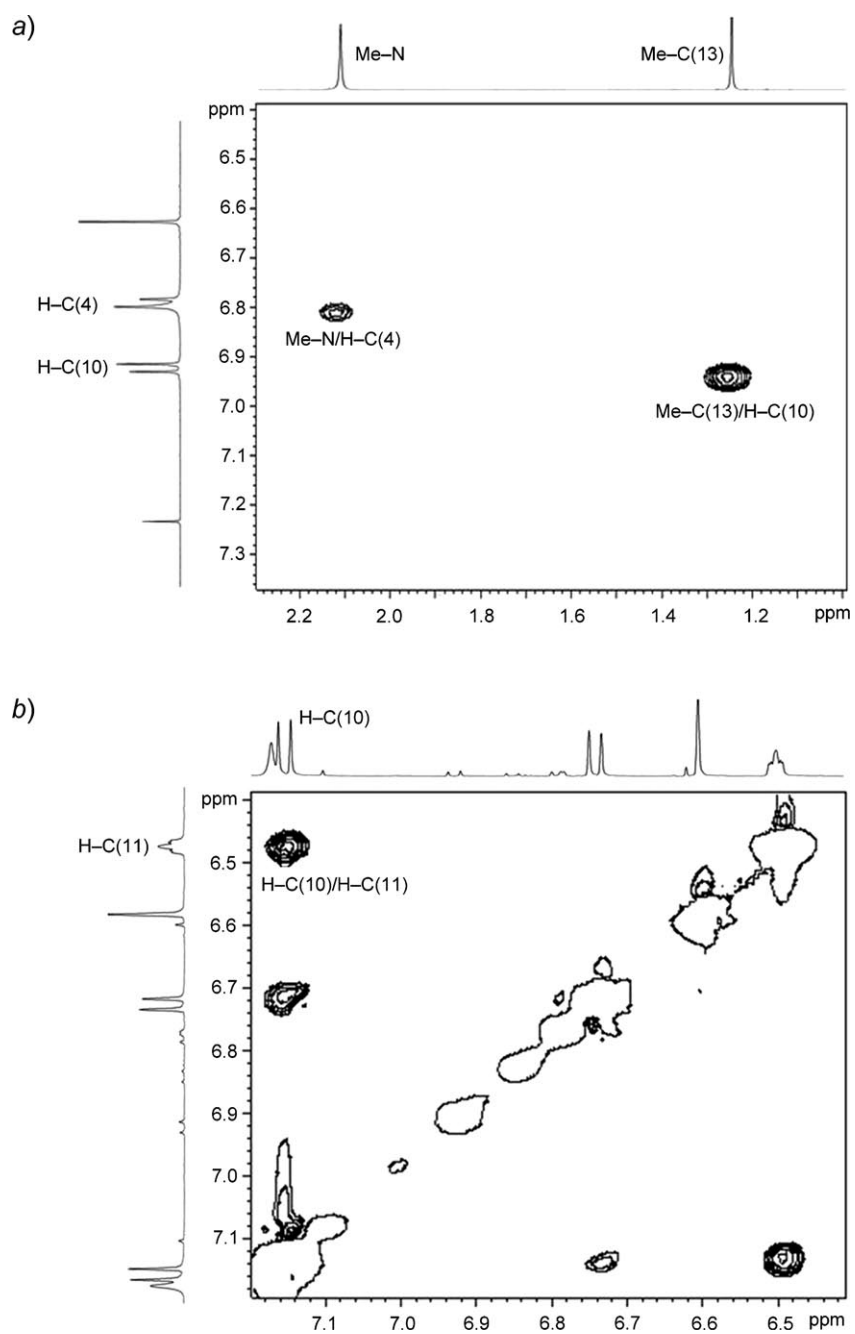 a)
Me–N
Me–C(13)
ppm
6.5
6.6
6.7
H–C(4)
6.8
Me–N/H–C(4)
H–C(10)
6.9
7.0
Me–C(13)/H–C(10)
7.1
7.2
7.3
2.2 2.0 1.8 1.6 1.4 1.2 ppm
b)
H–C(10)
ppm
H–C(11)
6.5
H–C(10)/H–C(11)
6.6
6.7
6.8
6.9
7.0
7.1
7.1 7.0 6.9 6.8 6.7 6.6 6.5 ppm